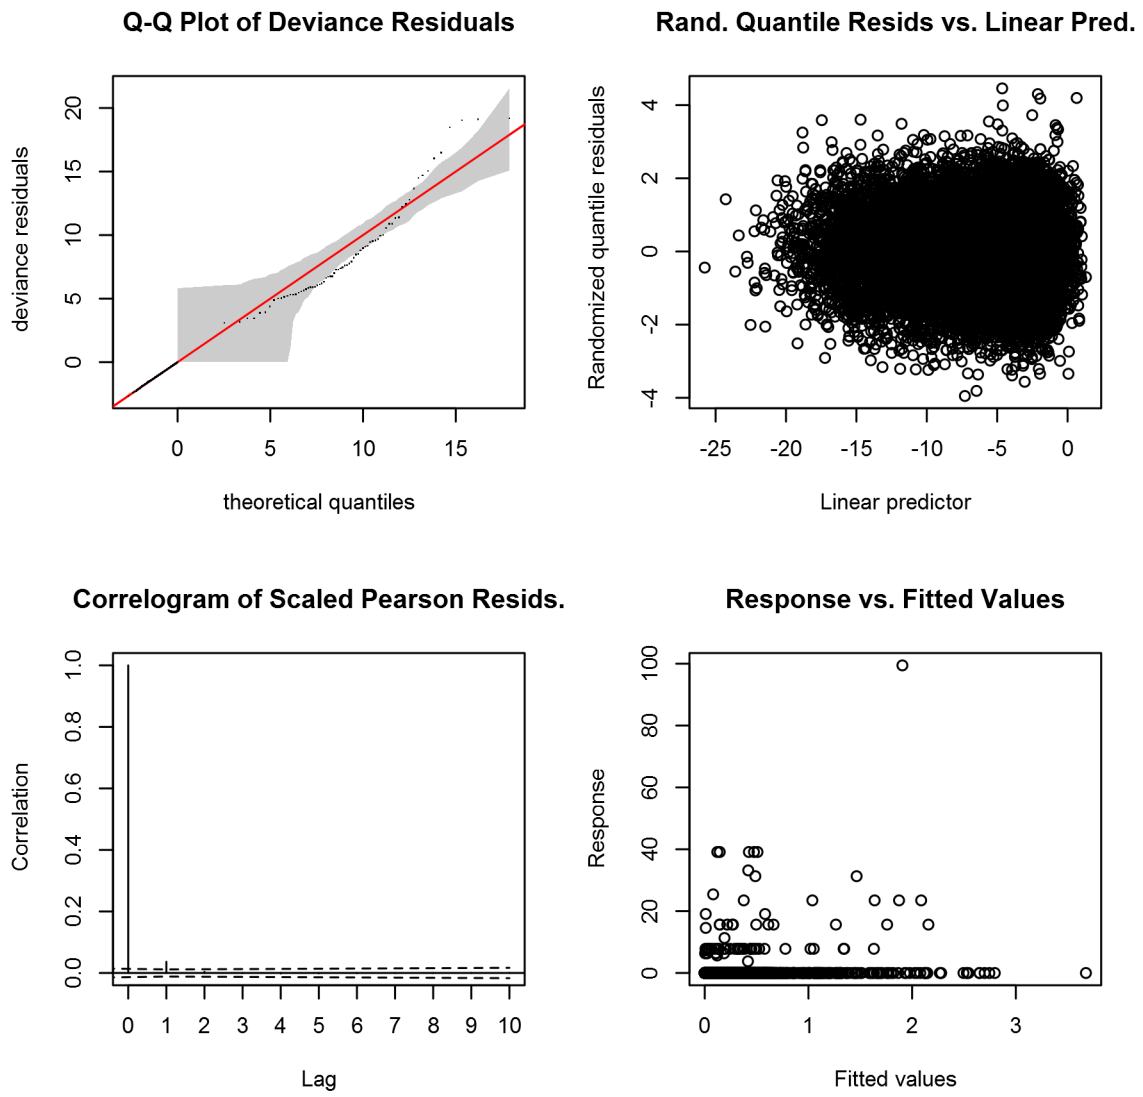 Q-Q Plot of Deviance Residuals
deviance residuals
20
15
10
5
0
0 5 10 15
theoretical quantiles
Rand. Quantile Resids vs. Linear Pred.
Randomized quantile residuals
4
2
0
-2
-4
-25 -20 -15 -10 -5 0
Linear predictor
Correlogram of Scaled Pearson Resids.
Correlation
1.0
0.8
0.6
0.4
0.2
0.0
0 1 2 3 4 5 6 7 8 9 10
Lag
Response vs. Fitted Values
Response
100
80
60
40
20
0
0 1 2 3
Fitted values